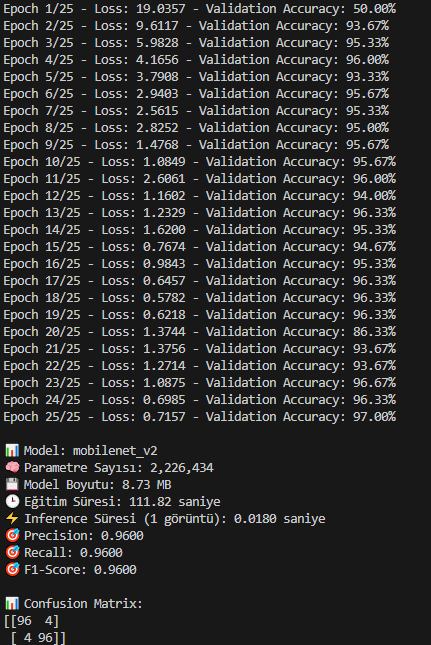 Epoch 1/25 - Loss: 19.0357 - Validation Accuracy: 50.00%
Epoch 2/25 - Loss: 9.6117 - Validation Accuracy: 93.67%
Epoch 3/25 - Loss: 5.9828 - Validation Accuracy: 95.33%
Epoch 4/25 - Loss: 4.1656 - Validation Accuracy: 96.00%
Epoch 5/25 - Loss: 3.7908 - Validation Accuracy: 93.33%
Epoch 6/25 - Loss: 2.9403 - Validation Accuracy: 95.67%
Epoch 7/25 - Loss: 2.5615 - Validation Accuracy: 95.33%
Epoch 8/25 - Loss: 2.8252 - Validation Accuracy: 95.00%
Epoch 9/25 - Loss: 1.4768 - Validation Accuracy: 95.67%
Epoch 10/25 - Loss: 1.0849 - Validation Accuracy: 95.67%
Epoch 11/25 - Loss: 2.6061 - Validation Accuracy: 96.00%
Epoch 12/25 - Loss: 1.1602 - Validation Accuracy: 94.00%
Epoch 13/25 - Loss: 1.2329 - Validation Accuracy: 96.33%
Epoch 14/25 - Loss: 1.6200 - Validation Accuracy: 95.33%
Epoch 15/25 - Loss: 0.7674 - Validation Accuracy: 94.67%
Epoch 16/25 - Loss: 0.9843 - Validation Accuracy: 95.33%
Epoch 17/25 - Loss: 0.6457 - Validation Accuracy: 96.33%
Epoch 18/25 - Loss: 0.5782 - Validation Accuracy: 96.33%
Epoch 19/25 - Loss: 0.6218 - Validation Accuracy: 96.33%
Epoch 20/25 - Loss: 1.3744 - Validation Accuracy: 86.33%
Epoch 21/25 - Loss: 1.3756 - Validation Accuracy: 93.67%
Epoch 22/25 - Loss: 1.2714 - Validation Accuracy: 93.67%
Epoch 23/25 - Loss: 1.0875 - Validation Accuracy: 96.67%
Epoch 24/25 - Loss: 0.6985 - Validation Accuracy: 96.33%
Epoch 25/25 - Loss: 0.7157 - Validation Accuracy: 97.00%
📊 Model: mobilenet_v2
🧠 Parametre Sayısı: 2,226,434
💾 Model Boyutu: 8.73 MB
🕒 Eğitim Süresi: 111.82 saniye
⚡ Inference Süresi (1 görüntü): 0.0180 saniye
🎯 Precision: 0.9600
🎯 Recall: 0.9600
🎯 F1-Score: 0.9600
📊 Confusion Matrix:
[[96  4]
 [ 4 96]]